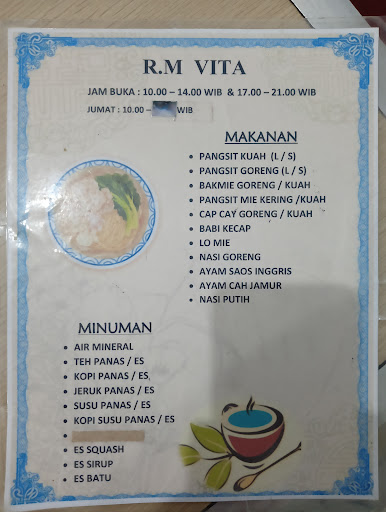 R.M VITA
JAM BUKA : 10.00 – 14.00 WIB & 17.00 – 21.00 WIB
JUMAT : 10.00 – WIB
MAKANAN
• PANGSIT KUAH (L / S)
• PANGSIT GORENG (L / S)
• BAKMIE GORENG / KUAH
• PANGSIT MIE KERING /KUAH
• CAP CAY GORENG / KUAH
• BABI KECAP
• LO MIE
• NASI GORENG
• AYAM SAOS INGGRIS
• AYAM CAH JAMUR
• NASI PUTIH
MINUMAN
• AIR MINERAL
• TEH PANAS / ES
• KOPI PANAS / ES
• JERUK PANAS / ES
• SUSU PANAS / ES
• KOPI SUSU PANAS / ES
•
• ES SQUASH
• ES SIRUP
• ES BATU